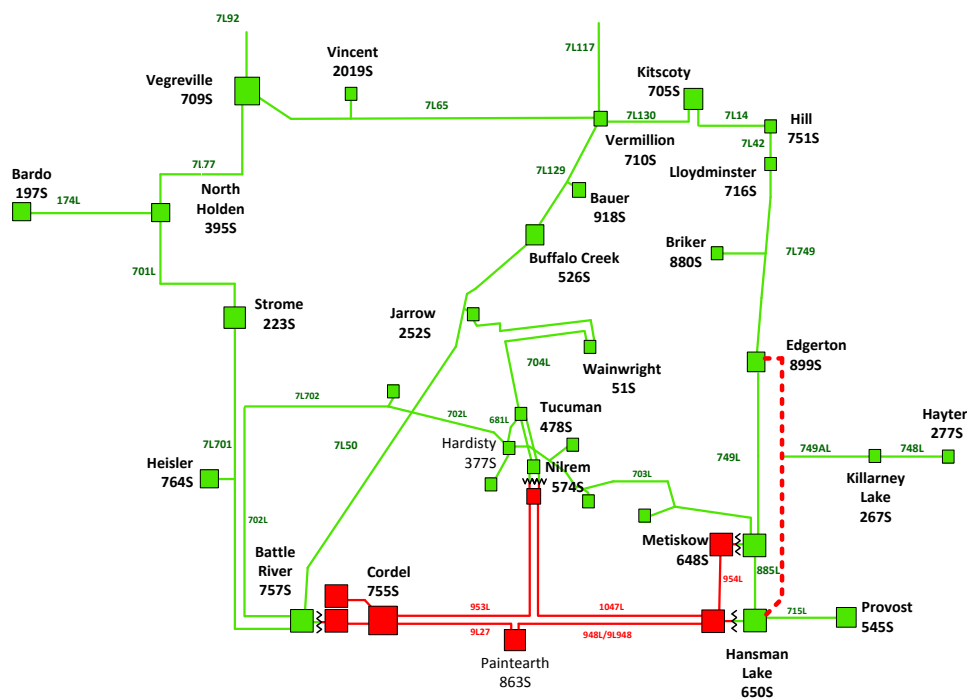 7L92
7L117
Vincent
2019S
Kitscoty
705S
Vegreville
709S
7L65
7L130
7L14
Hill
751S
Vermillion
710S
7L42
Lloydminster
716S
7L77
7L129
Bardo
197S
174L
North
Holden
395S
Bauer
918S
Briker
880S
7L749
Buffalo Creek
526S
701L
Strome
223S
Jarrow
252S
Wainwright
51S
Edgerton
899S
704L
7L702
702L
681L
Tucuman
478S
Hardisty
377S
Hayter
277S
749AL
748L
749L
Killarney
Lake
267S
7L701
7L50
Heisler
764S
Nilrem
574S
703L
702L
Metiskow
648S
Battle
River
757S
Cordel
755S
954L
885L
953L
1047L
715L
Provost
545S
9L27
948L/9L948
Paintearth
863S
Hansman
Lake
650S